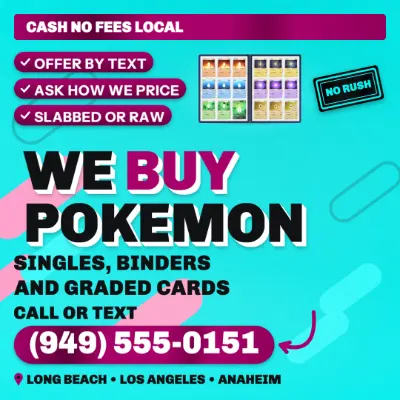 CASH NO FEES LOCAL
✓ OFFER BY TEXT
✓ ASK HOW WE PRICE
✓ SLABBED OR RAW
NO RUSH
WE BUY
POKEMON
SINGLES, BINDERS
AND GRADED CARDS
CALL OR TEXT
(949) 555-0151
LONG BEACH • LOS ANGELES • ANAHEIM